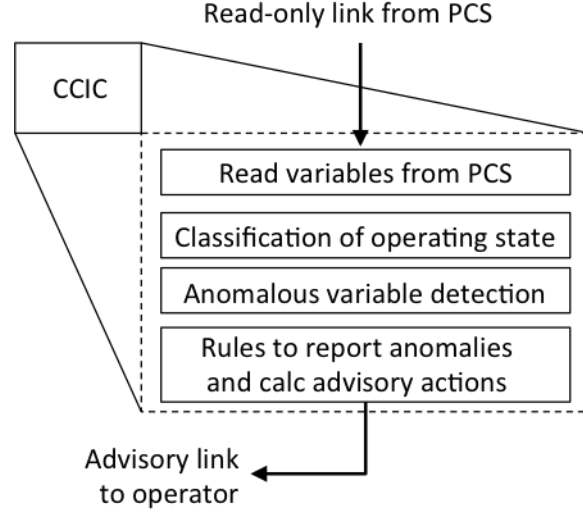 Read-only link from PCS
CCIC
Read variables from PCS
Classification of operating state
Anomalous variable detection
Rules to report anomalies
and calc advisory actions
Advisory link
to operator